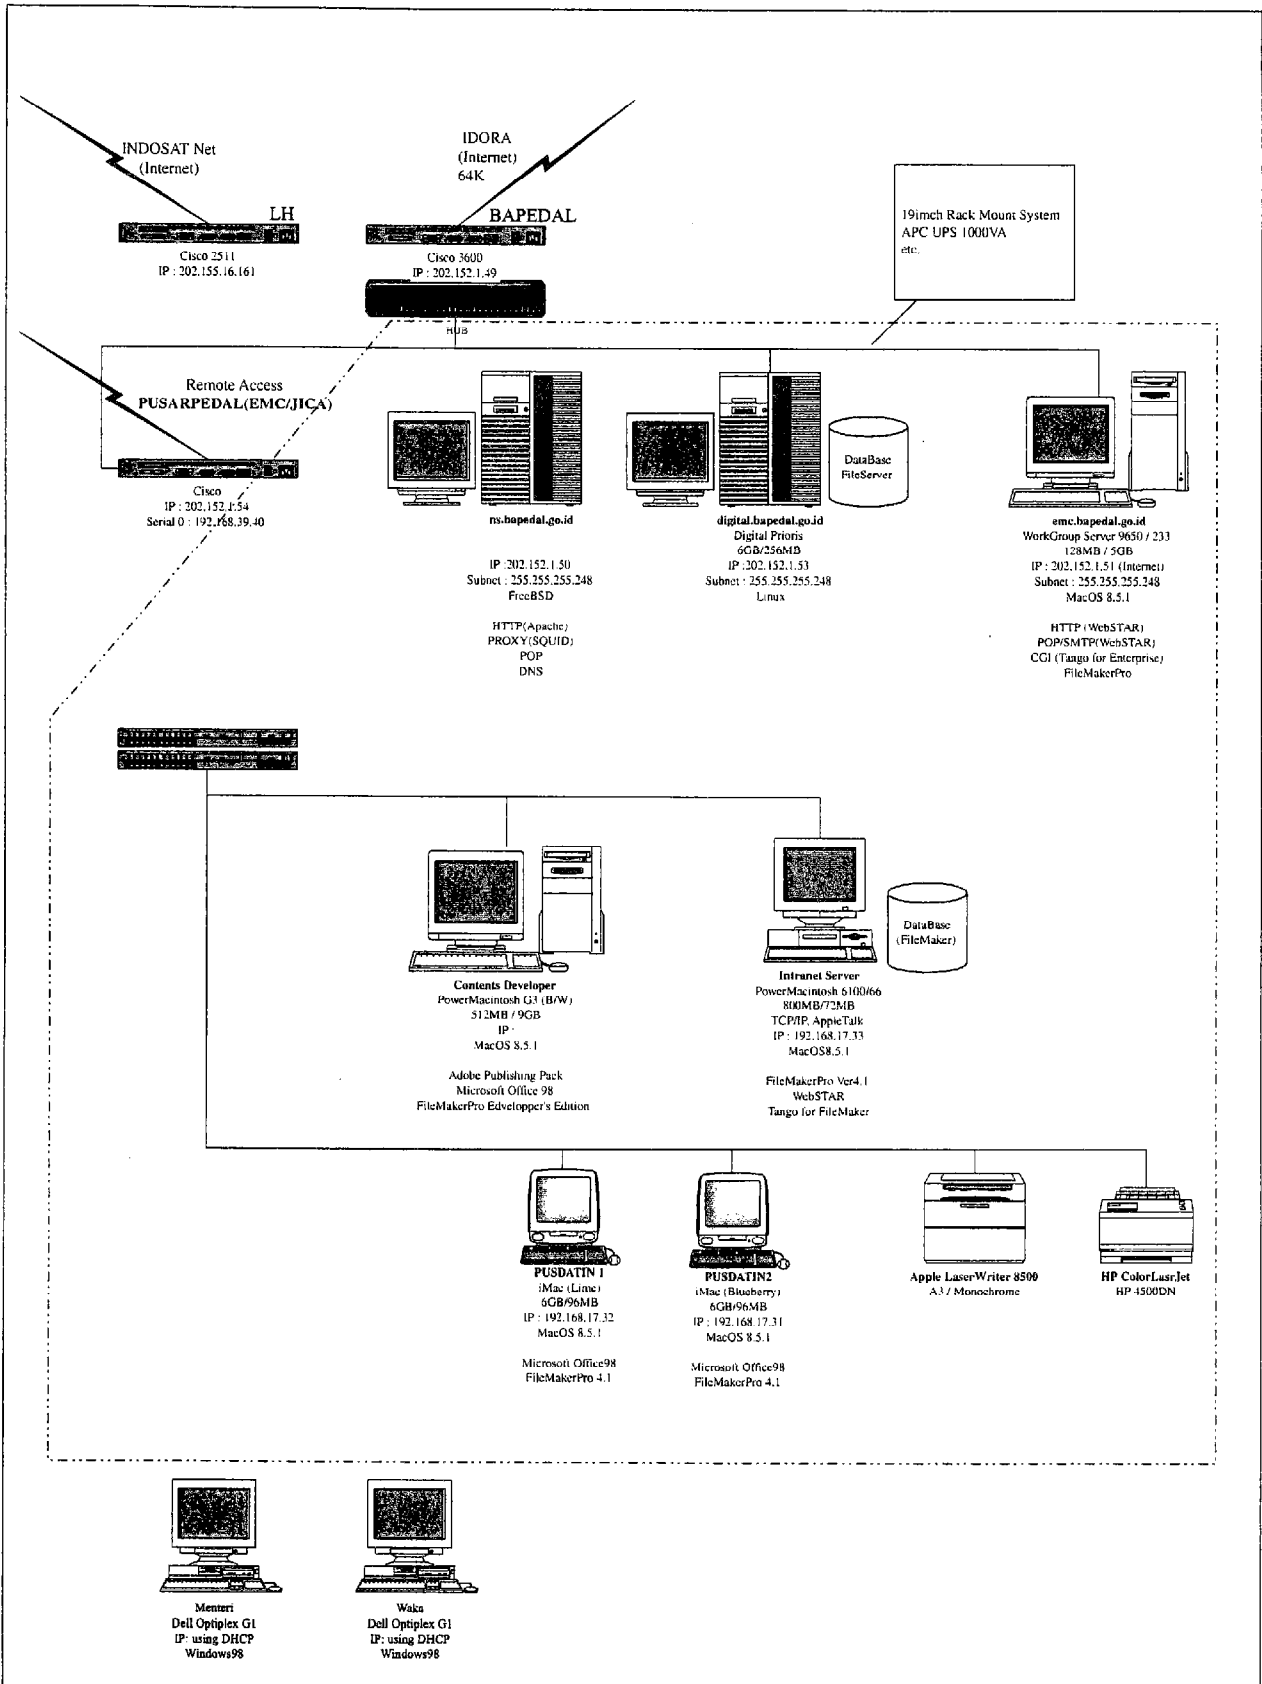 INDOSAT Net
(Internet)
IDORA
(Internet)
64K
LH
BAPEDAL
Cisco 2511
IP : 202.155.16.161
Cisco 3600
IP : 202.152.1.49
HUB
19imch Rack Mount System
APC UPS 1000VA
etc.
Remote Access
PUSARPEDAL(EMC/JICA)
Cisco
IP : 202.152.1.54
Serial 0 : 192.168.39.40
ns.bapedal.go.id
IP :202.152.1.50
Subnet : 255.255.255.248
FreeBSD
HTTP(Apache)
PROXY(SQUID)
POP
DNS
digital.bapedal.go.id
Digital Prioris
6GB/256MB
IP :202.152.1.53
Subnet : 255.255.255.248
Linux
DataBase
FileServer
emc.bapedal.go.id
WorkGroup Server 9650 / 233
128MB / 5GB
IP : 202.152.1.51 (Internet)
Subnet : 255.255.255.248
MacOS 8.5.1
HTTP (WebSTAR)
POP/SMTP(WebSTAR)
CGI (Tango for Enterprise)
FileMakerPro
Contents Developer
PowerMacintosh G3 (B/W)
512MB / 9GB
IP :
MacOS 8.5.1
Adobe Publishing Pack
Microsoft Office 98
FileMakerPro Edvelopper's Edition
DataBase
(FileMaker)
Intranet Server
PowerMacintosh 6100/66
800MB/72MB
TCP/IP, AppleTalk
IP : 192.168.17.33
MacOS8.5.1
FileMakerPro Ver4.1
WebSTAR
Tango for FileMaker
PUSDATIN 1
iMac (Lime)
6GB/96MB
IP : 192.168.17.32
MacOS 8.5.1
Microsoft Office98
FileMakerPro 4.1
PUSDATIN2
iMac (Blueberry)
6GB/96MB
IP : 192.168.17.31
MacOS 8.5.1
Microsoft Office98
FileMakerPro 4.1
Apple LaserWriter 8500
A3 / Monochrome
HP ColorLasrJet
HP 4500DN
Menteri
Dell Optiplex G1
IP: using DHCP
Windows98
Waka
Dell Optiplex G1
IP: using DHCP
Windows98